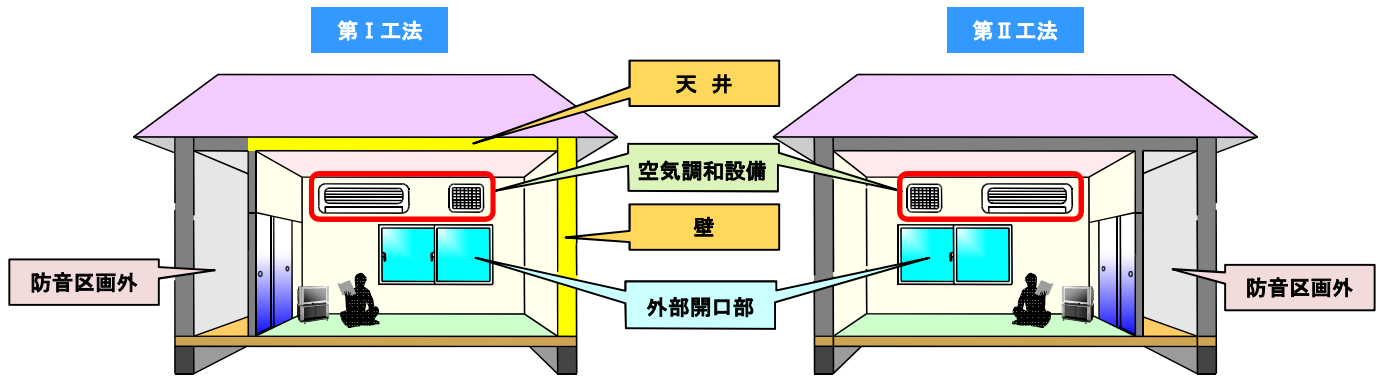 第Ⅰ工法
第Ⅱ工法
天 井
空気調和設備
壁
防音区画外
外部開口部
防音区画外